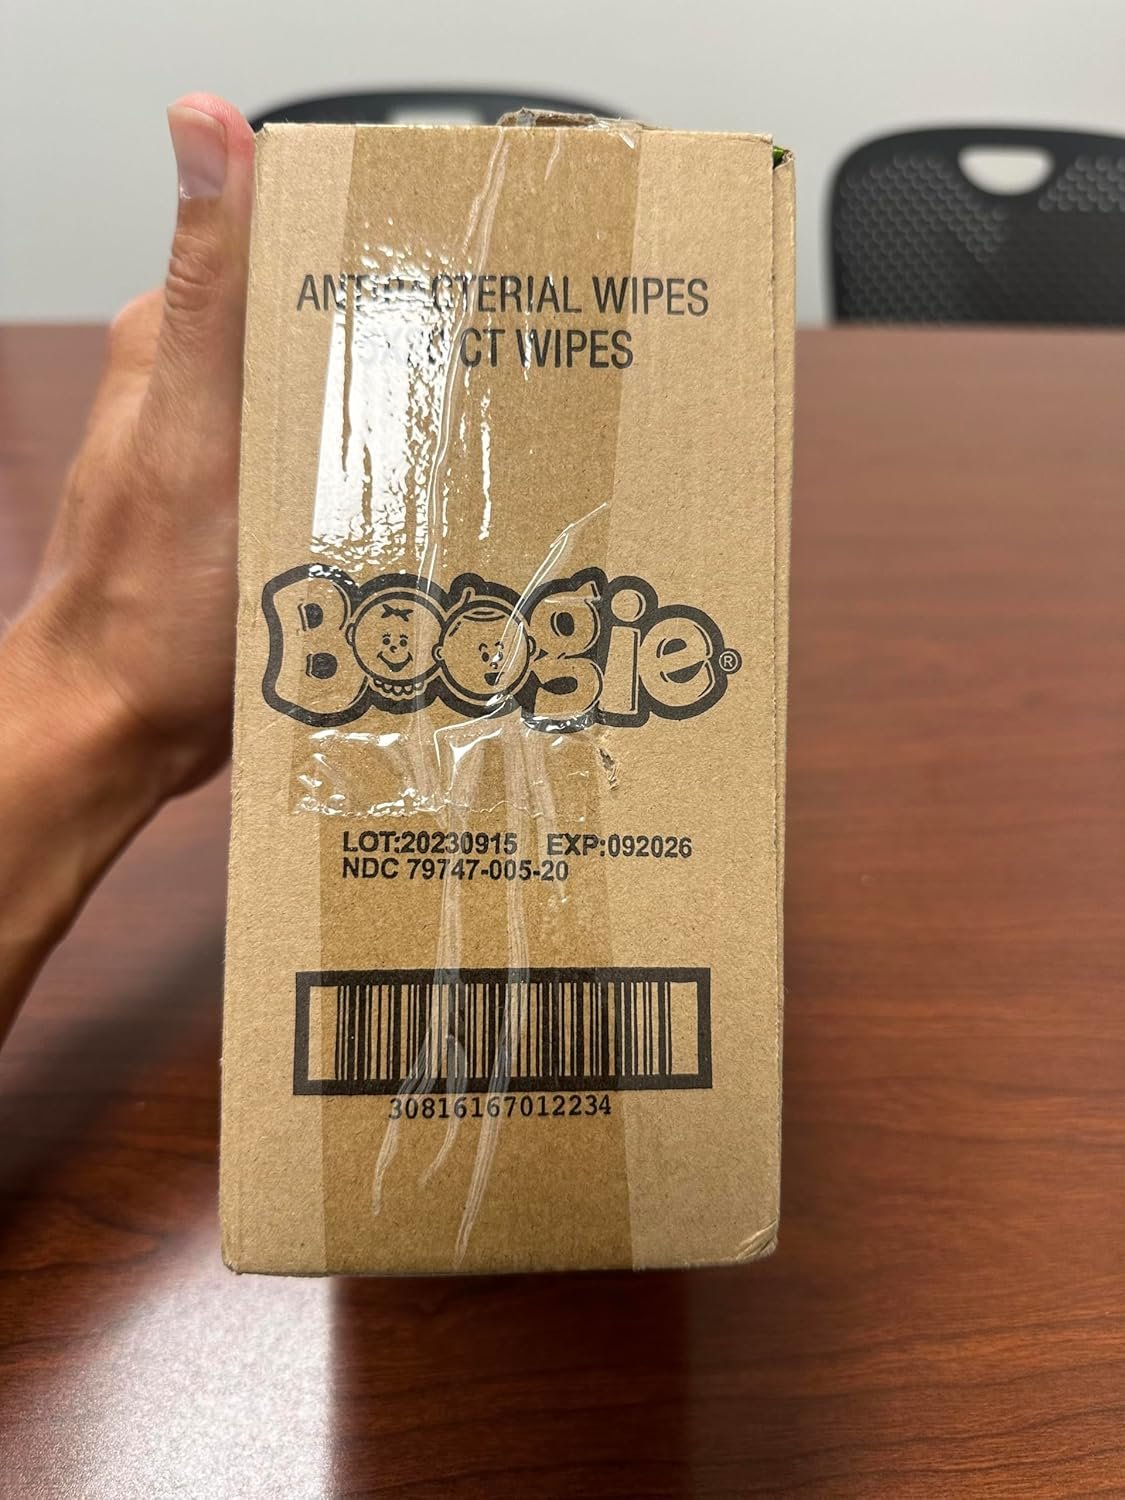 ANTIBACTERIAL WIPES
CT WIPES
Boogie®
LOT:20230915 EXP:092026
NDC 79747-005-20
30816167012234